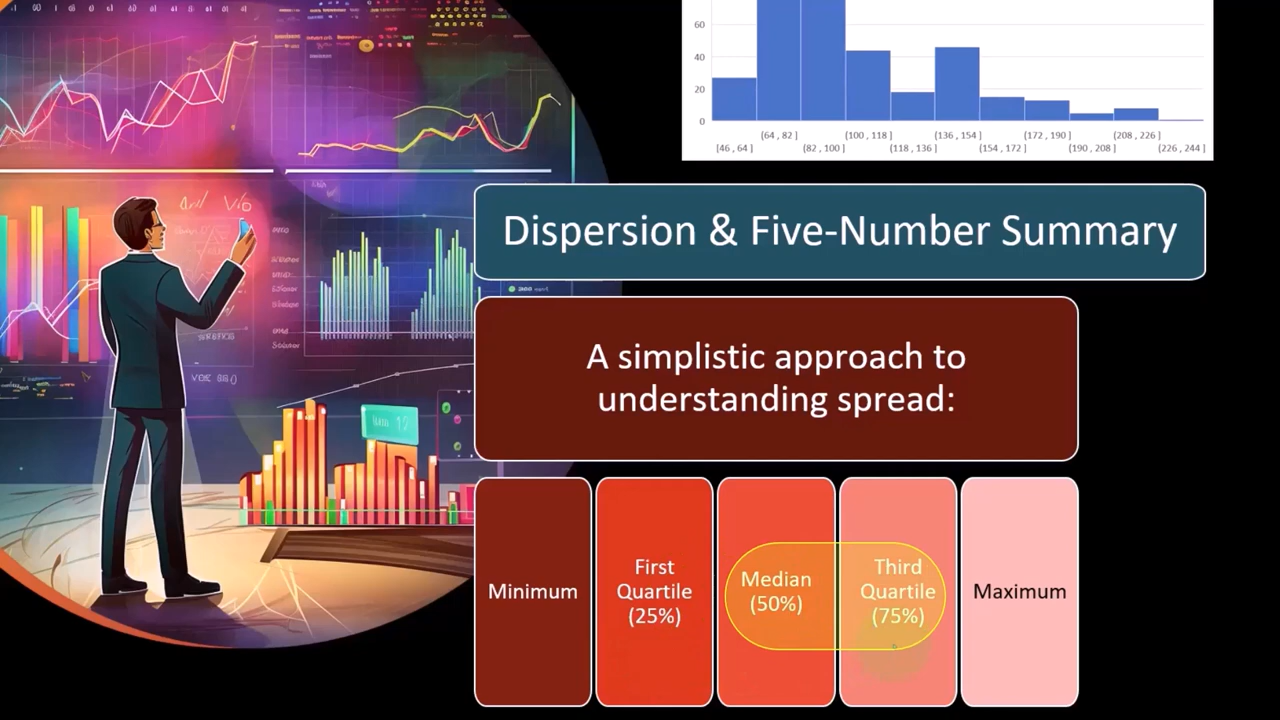 60
40
20
0
(64 , 82 ]
(100 , 118 ]
(136 , 154 ]
(172 , 190 ]
(208 , 226 ]
[46 , 64 ]
(82 , 100 ]
(118 , 136 ]
(154 , 172 ]
(190 , 208 ]
(226 , 244 ]
Dispersion & Five-Number Summary
A simplistic approach to
understanding spread:
Minimum
First
Quartile
(25%)
Median
(50%)
Third
Quartile
(75%)
Maximum